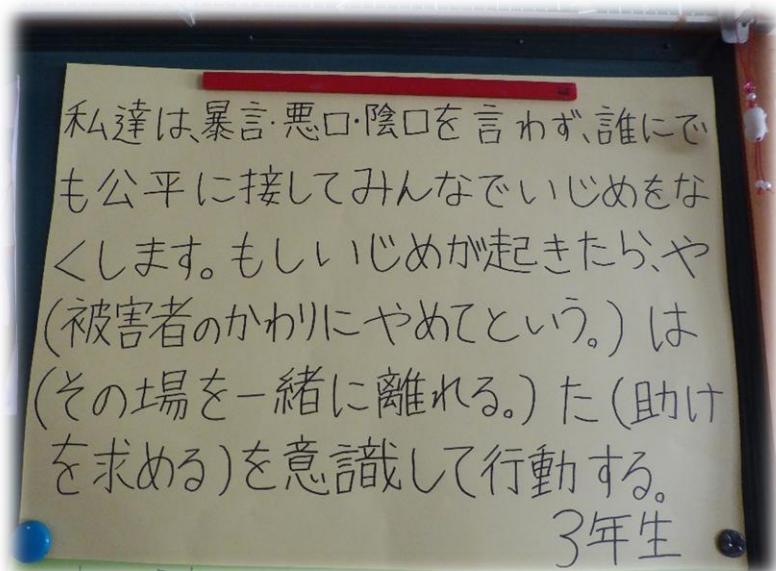 私達は、暴言·悪口·陰口を言わず、誰にで
も公平に接してみんなでいじめをな
くします。もしいじめが起きたら、や
(被害者のかわりにやめてという。)は
(その場を一緒に離れる。)た(助け
を求める)を意識して行動する。
3年生